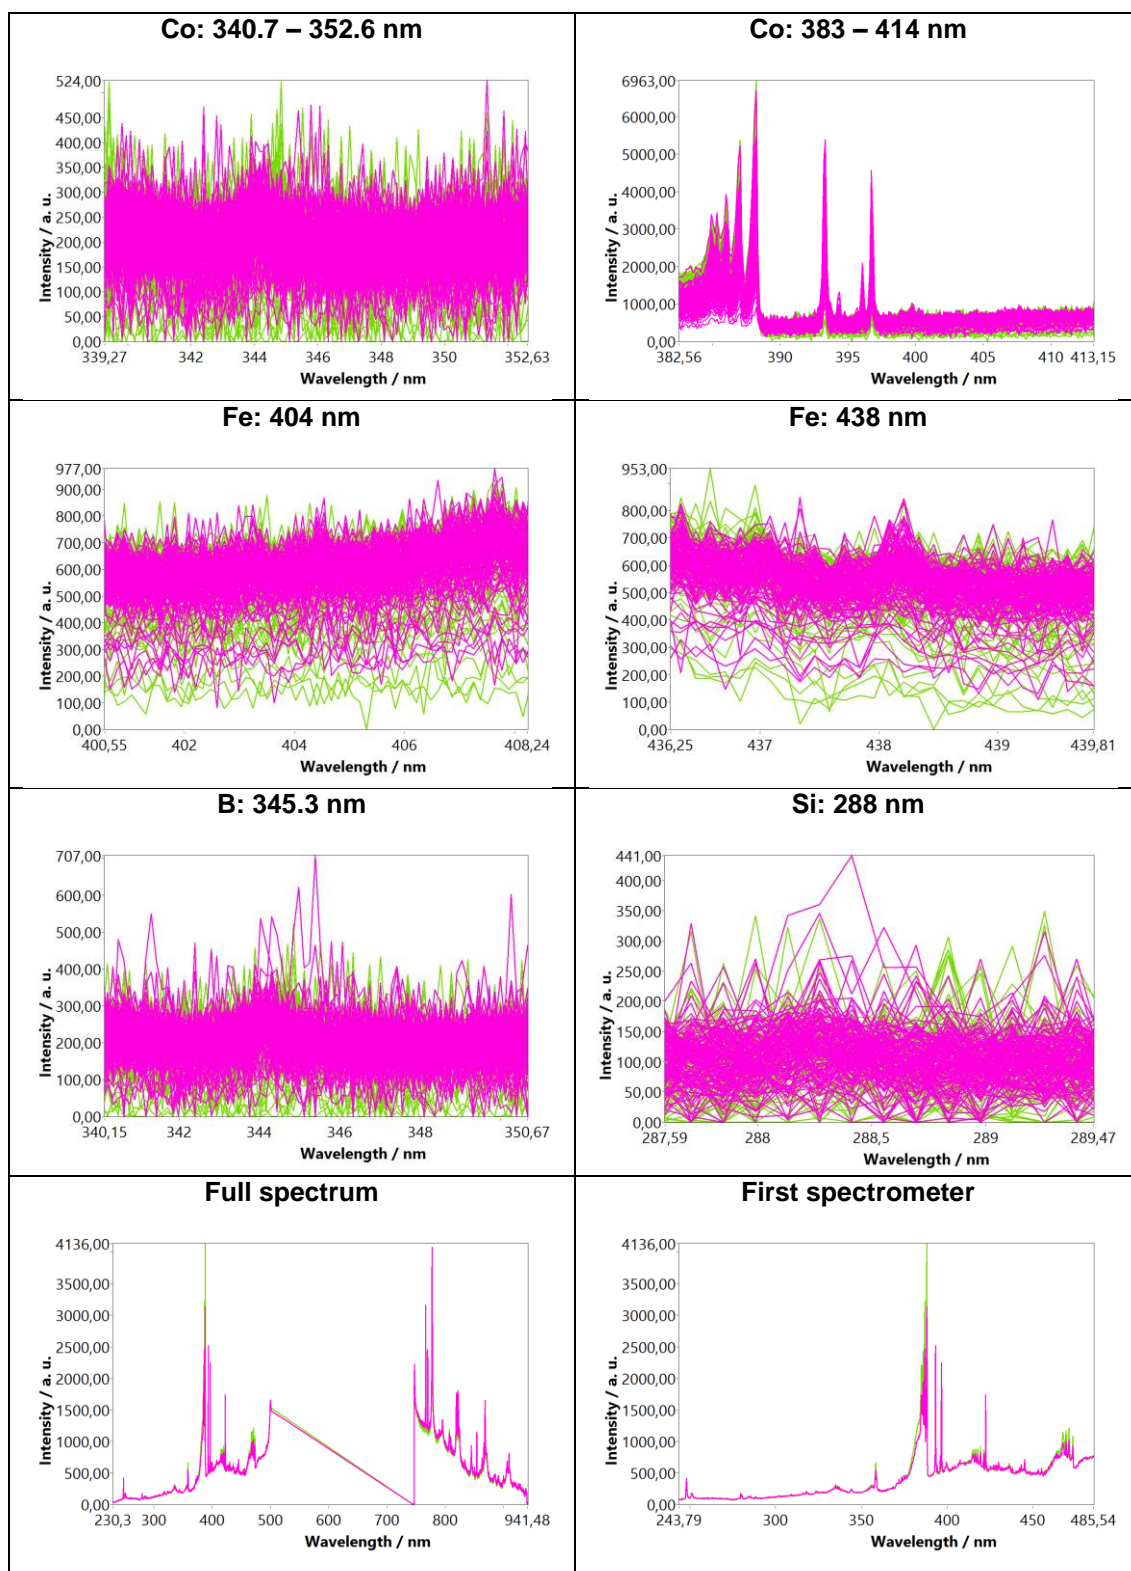 Co: 340.7 – 352.6 nm
524,00
450,00
400,00
350,00
300,00
250,00
200,00
150,00
100,00
50,00
0,00
Intensity / a. u.
339,27 342 344 346 348 350 352,63
Wavelength / nm
Co: 383 – 414 nm
6963,00
6000,00
5000,00
4000,00
3000,00
2000,00
1000,00
0,00
Intensity / a. u.
382,56 390 395 400 405 410 413,15
Wavelength / nm
Fe: 404 nm
977,00
900,00
800,00
700,00
600,00
500,00
400,00
300,00
200,00
100,00
0,00
Intensity / a. u.
400,55 402 404 406 408,24
Wavelength / nm
Fe: 438 nm
953,00
800,00
700,00
600,00
500,00
400,00
300,00
200,00
100,00
0,00
Intensity / a. u.
436,25 437 438 439 439,81
Wavelength / nm
B: 345.3 nm
707,00
600,00
500,00
400,00
300,00
200,00
100,00
0,00
Intensity / a. u.
340,15 342 344 346 348 350,67
Wavelength / nm
Si: 288 nm
441,00
400,00
350,00
300,00
250,00
200,00
150,00
100,00
50,00
0,00
Intensity / a. u.
287,59 288 288,5 289 289,47
Wavelength / nm
Full spectrum
4136,00
3500,00
3000,00
2500,00
2000,00
1500,00
1000,00
500,00
0,00
Intensity / a. u.
230,3 300 400 500 600 700 800 941,48
Wavelength / nm
First spectrometer
4136,00
3500,00
3000,00
2500,00
2000,00
1500,00
1000,00
500,00
0,00
Intensity / a. u.
243,79 300 350 400 450 485,54
Wavelength / nm